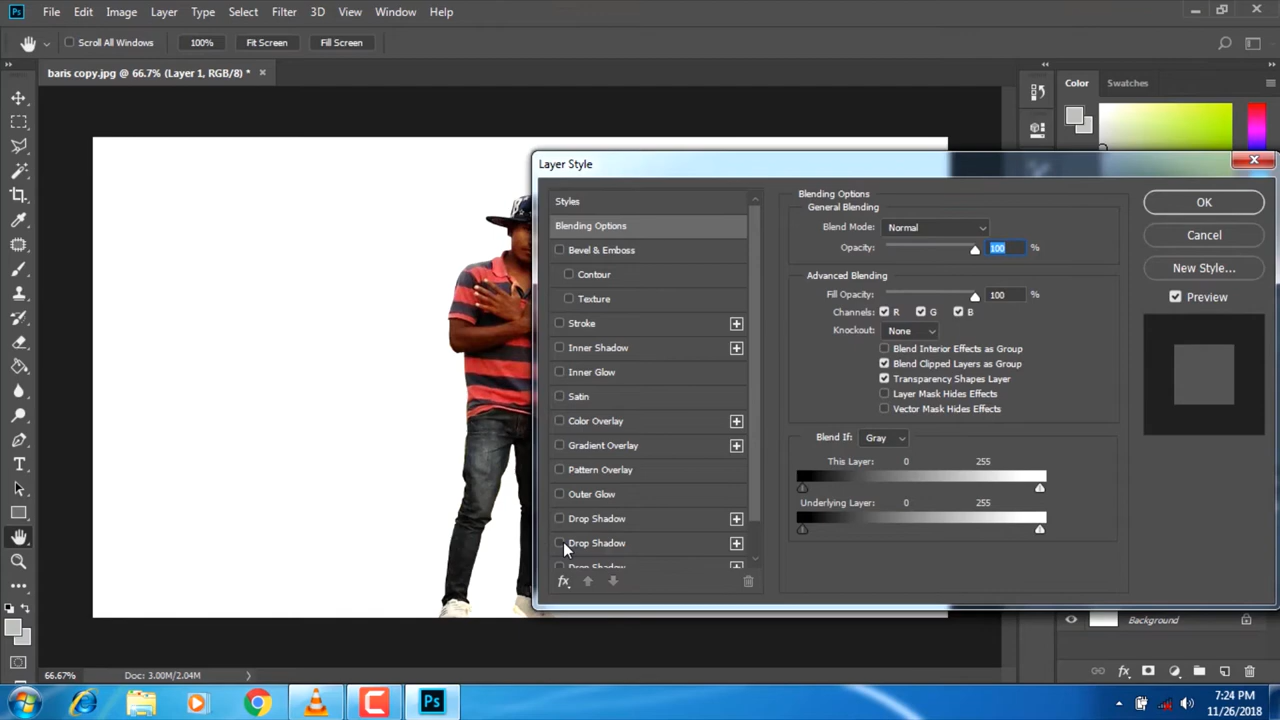 Ps File Edit Image Layer Type Select Filter 3D View Window Help
Scroll All Windows 100% Fit Screen Fill Screen
baris copy.jpg @ 66.7% (Layer 1, RGB/8) *
Color Swatches
Layer Style
Styles
Blending Options
Bevel & Emboss
Contour
Texture
Stroke
Inner Shadow
Inner Glow
Satin
Color Overlay
Gradient Overlay
Pattern Overlay
Outer Glow
Drop Shadow
Drop Shadow
Drop Shadow
fx
Blending Options
General Blending
Blend Mode: Normal
Opacity: 100 %
Advanced Blending
Fill Opacity: 100 %
Channels: R G B
Knockout: None
Blend Interior Effects as Group
Blend Clipped Layers as Group
Transparency Shapes Layer
Layer Mask Hides Effects
Vector Mask Hides Effects
Blend If: Gray
This Layer: 0 255
Underlying Layer: 0 255
OK
Cancel
New Style...
Preview
Background
fx
66.67% Doc: 3.00M/2.04M
Ps
7:24 PM
11/26/2018